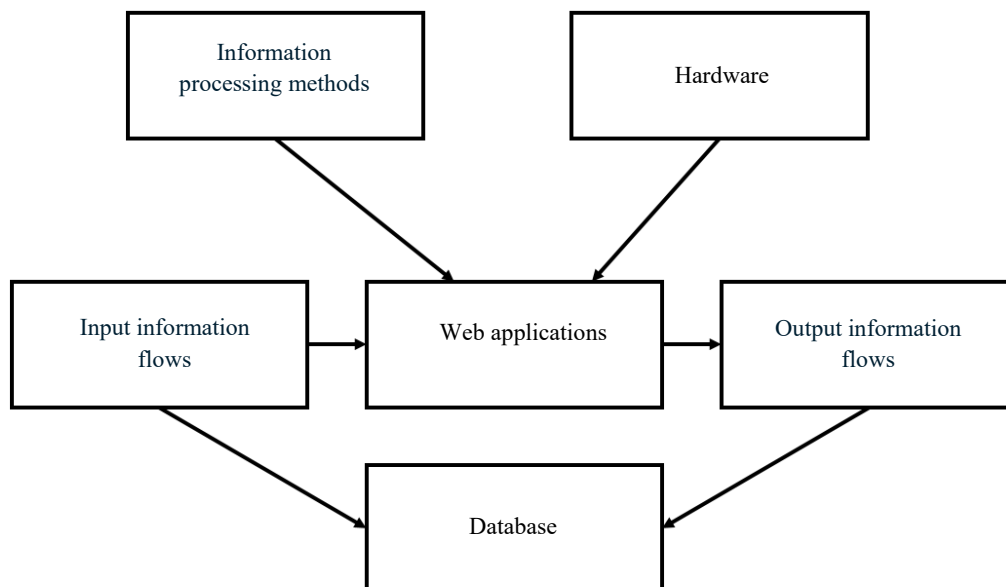 Information
processing methods
Hardware
Input information
flows
Web applications
Output information
flows
Database